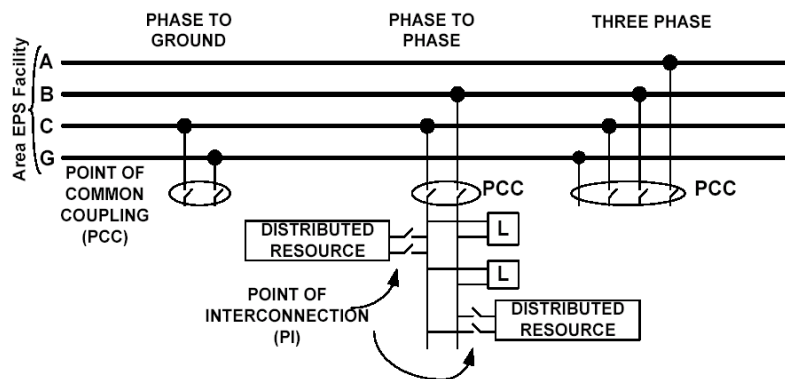 PHASE TO
GROUND
PHASE TO
PHASE
THREE PHASE
Area EPS Facility
A
B
C
G
POINT OF
COMMON
COUPLING
(PCC)
PCC
PCC
DISTRIBUTED
RESOURCE
L
L
POINT OF
INTERCONNECTION
(PI)
DISTRIBUTED
RESOURCE